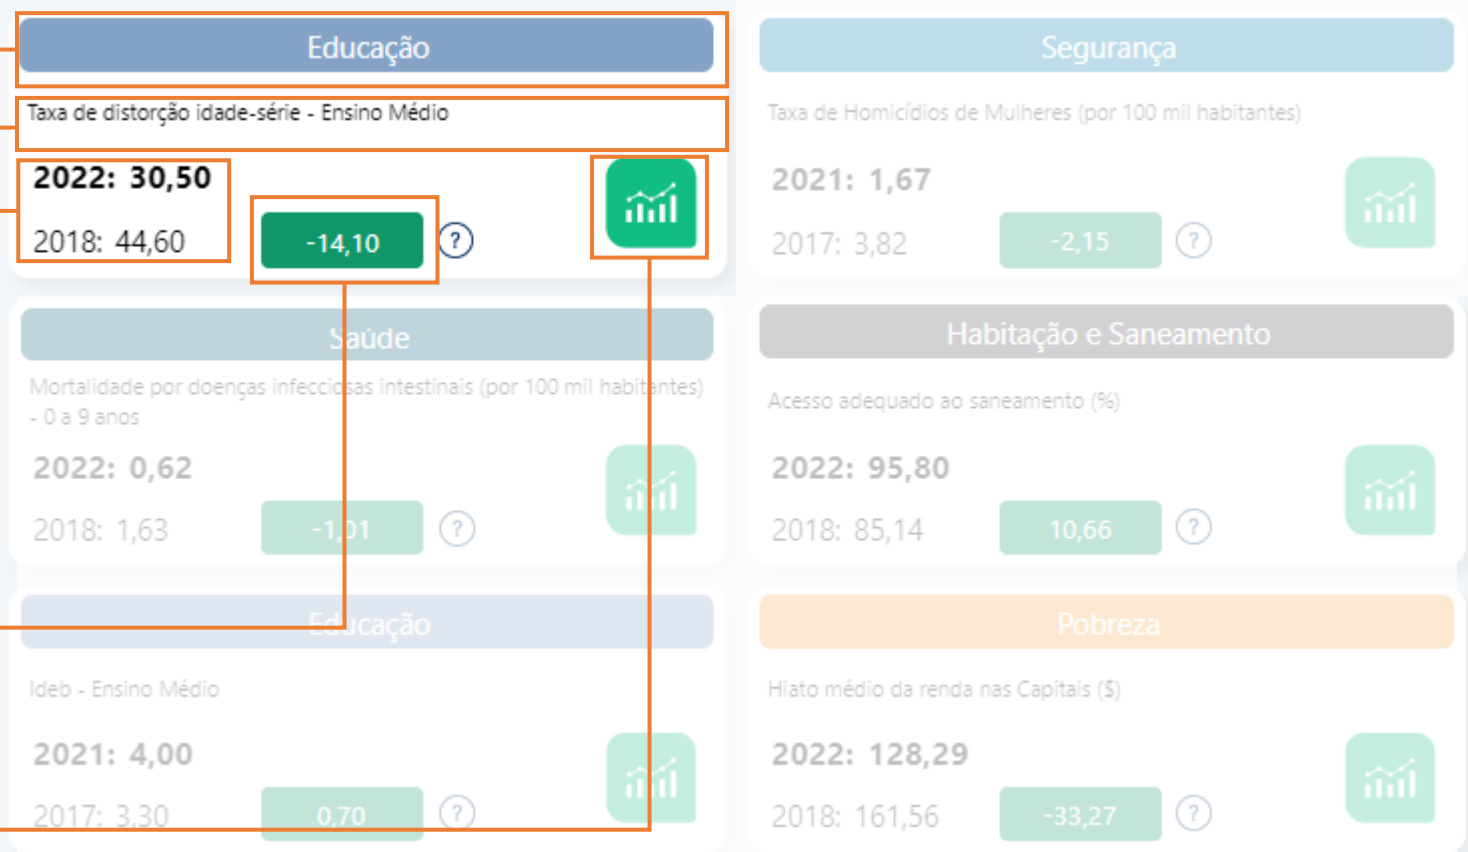 Educação
Taxa de distorção idade-série - Ensino Médio
2022: 30,50
2018: 44,60
-14,10
?
Segurança
Taxa de Homicídios de Mulheres (por 100 mil habitantes)
2021: 1,67
2017: 3,82
-2,15
?
Saúde
Mortalidade por doenças infecciosas intestinais (por 100 mil habitantes)
- 0 a 9 anos
2022: 0,62
2018: 1,63
-1,01
?
Habitação e Saneamento
Acesso adequado ao saneamento (%)
2022: 95,80
2018: 85,14
10,66
?
Educação
Ideb - Ensino Médio
2021: 4,00
2017: 3,30
0,70
?
Pobreza
Hiato médio da renda nas Capitais ($)
2022: 128,29
2018: 161,56
-33,27
?